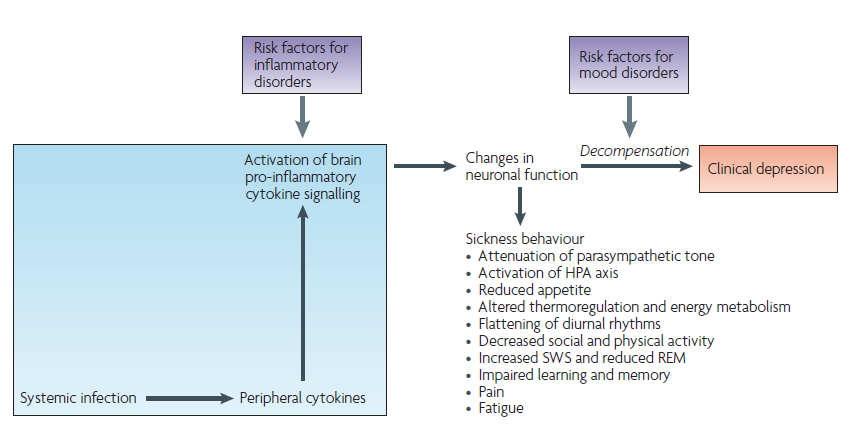 Risk factors for
inflammatory
disorders
Risk factors for
mood disorders
Activation of brain
pro-inflammatory
cytokine signalling
Changes in
neuronal function
Decompensation
Clinical depression
Sickness behaviour
• Attenuation of parasympathetic tone
• Activation of HPA axis
• Reduced appetite
• Altered thermoregulation and energy metabolism
• Flattening of diurnal rhythms
• Decreased social and physical activity
• Increased SWS and reduced REM
• Impaired learning and memory
• Pain
• Fatigue
Systemic infection
Peripheral cytokines